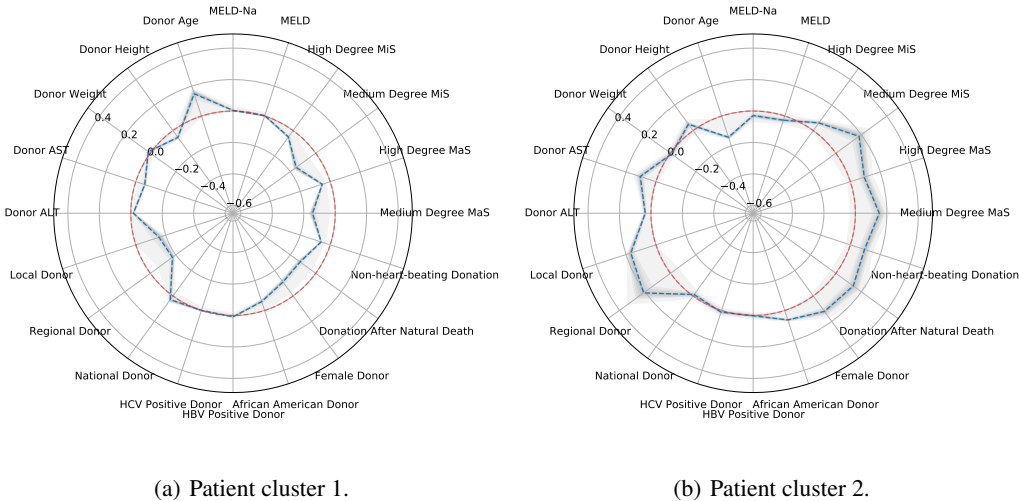 MELD-Na
MELD
High Degree MiS
Medium Degree MiS
High Degree MaS
Medium Degree MaS
Non-heart-beating Donation
Donation After Natural Death
Female Donor
African American Donor
HBV Positive Donor
HCV Positive Donor
National Donor
Regional Donor
Local Donor
Donor ALT
Donor AST
Donor Weight
Donor Height
Donor Age
0.4
0.2
0.0
−0.2
−0.4
−0.6
(a) Patient cluster 1.
MELD-Na
MELD
High Degree MiS
Medium Degree MiS
High Degree MaS
Medium Degree MaS
Non-heart-beating Donation
Donation After Natural Death
Female Donor
African American Donor
HBV Positive Donor
HCV Positive Donor
National Donor
Regional Donor
Local Donor
Donor ALT
Donor AST
Donor Weight
Donor Height
Donor Age
0.4
0.2
0.0
−0.2
−0.4
−0.6
(b) Patient cluster 2.